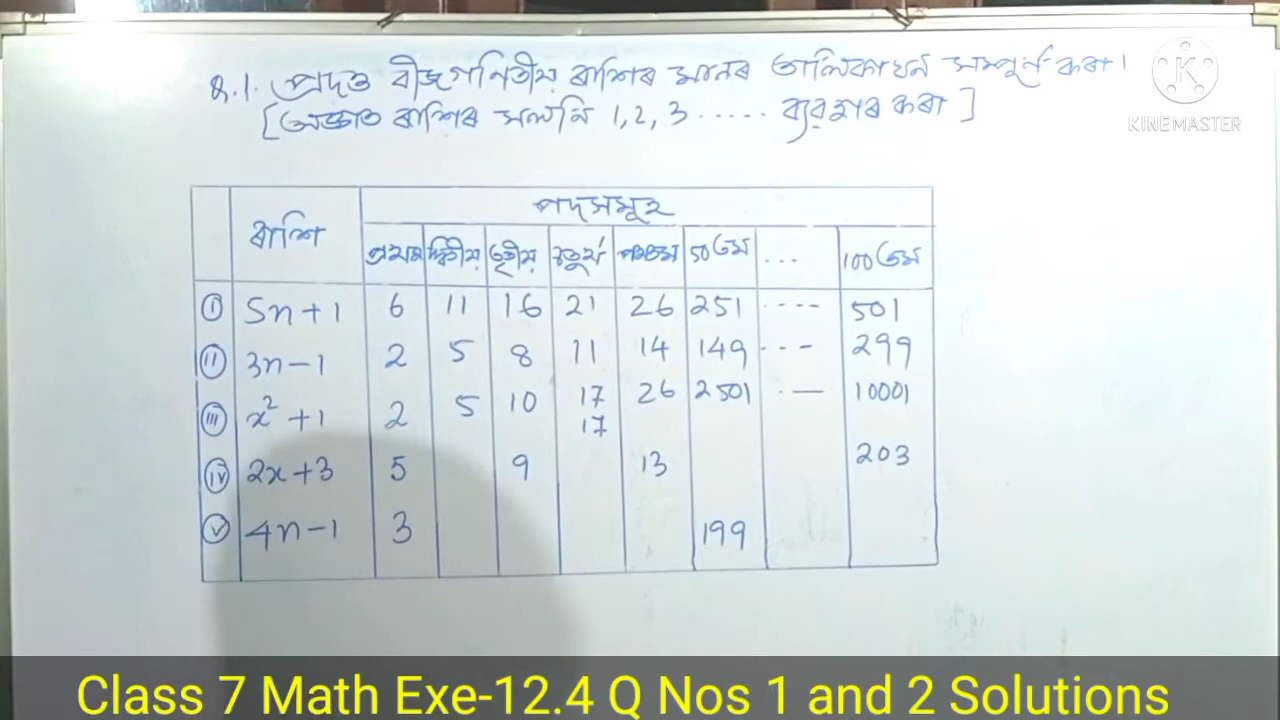 Q.1. প্ৰদত্ত বীজগণিতীয় ৰাশিৰ মানৰ তালিকাখন সম্পূৰ্ণ কৰা।
[অজ্ঞাত ৰাশিৰ সলনি 1, 2, 3 ..... ব্যৱহাৰ কৰা]
K
KINEMASTER
ৰাশি পদসমূহ
প্ৰথম দ্বিতীয় তৃতীয় চতুৰ্থ পঞ্চম 50তম ... 100তম
(i) 5n+1 6 11 16 21 26 251 ---- 501
(ii) 3n-1 2 5 8 11 14 149 --- 299
(iii) x²+1 2 5 10 17 26 2501 -— 10001
17
(iv) 2x+3 5 9 13 203
(v) 4n-1 3 199
Class 7 Math Exe-12.4 Q Nos 1 and 2 Solutions